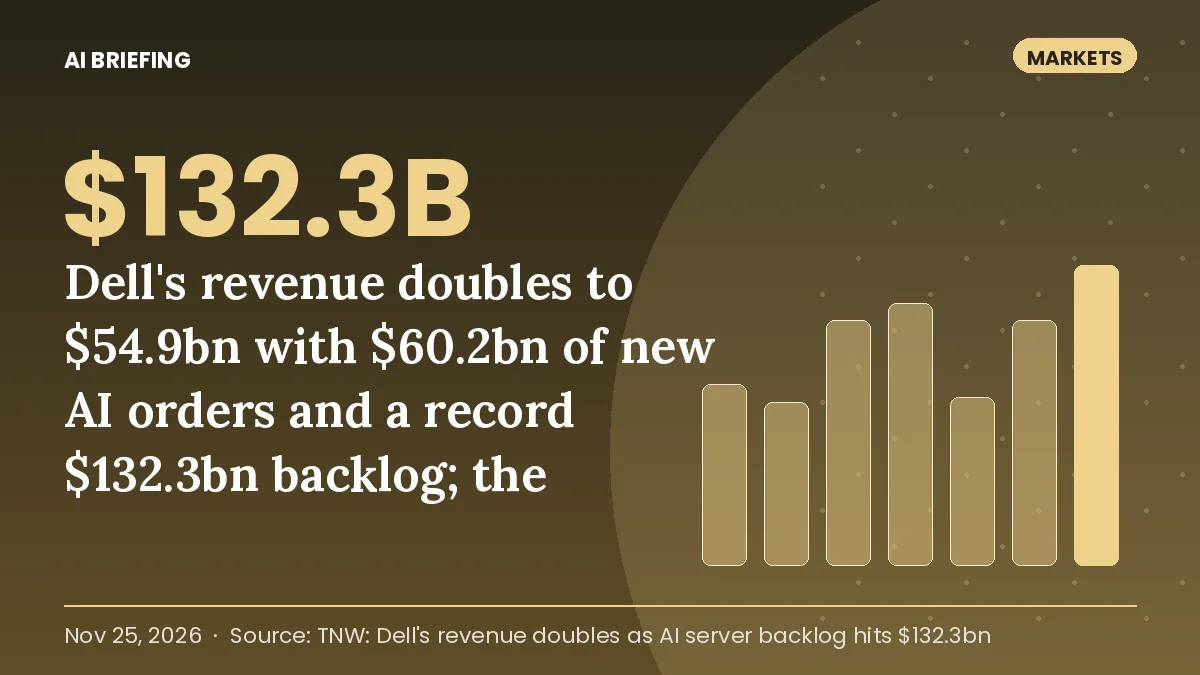 AI BRIEFING
MARKETS
$132.3B
Dell's revenue doubles to
$54.9bn with $60.2bn of new
AI orders and a record
$132.3bn backlog; the
Nov 25, 2026 · Source: TNW: Dell's revenue doubles as AI server backlog hits $132.3bn